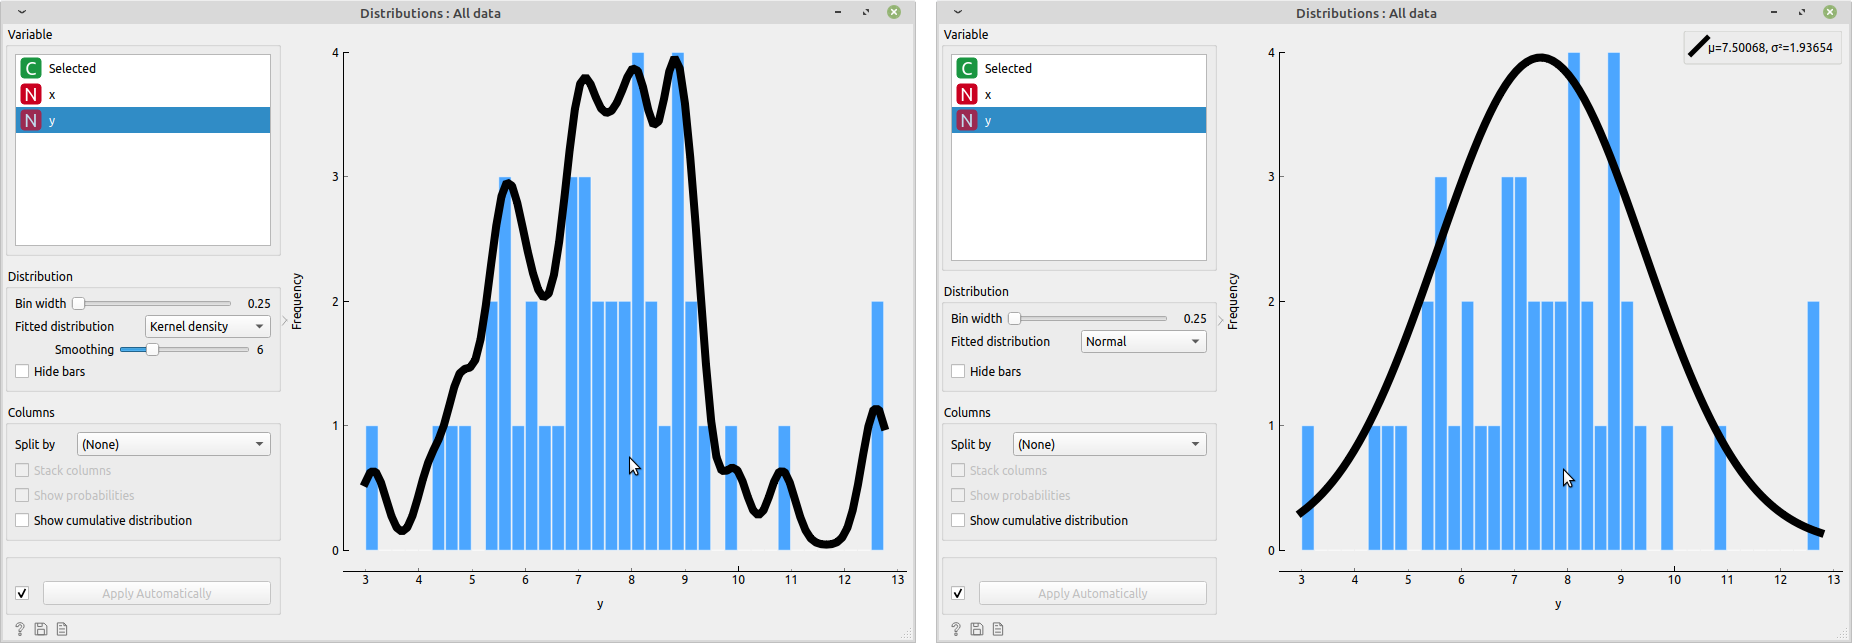 Distributions : All data
Variable
C Selected
N x
N y
Distribution
Bin width 0.25
Fitted distribution Kernel density
Smoothing 6
Hide bars
Columns
Split by (None)
Stack columns
Show probabilities
Show cumulative distribution
Apply Automatically
?
Frequency
4
3
2
1
0
3 4 5 6 7 8 9 10 11 12 13
y
Distributions : All data
Variable
C Selected
N x
N y
Distribution
Bin width 0.25
Fitted distribution Normal
Hide bars
Columns
Split by (None)
Stack columns
Show probabilities
Show cumulative distribution
Apply Automatically
?
μ=7.50068, σ²=1.93654
Frequency
4
3
2
1
0
3 4 5 6 7 8 9 10 11 12 13
y